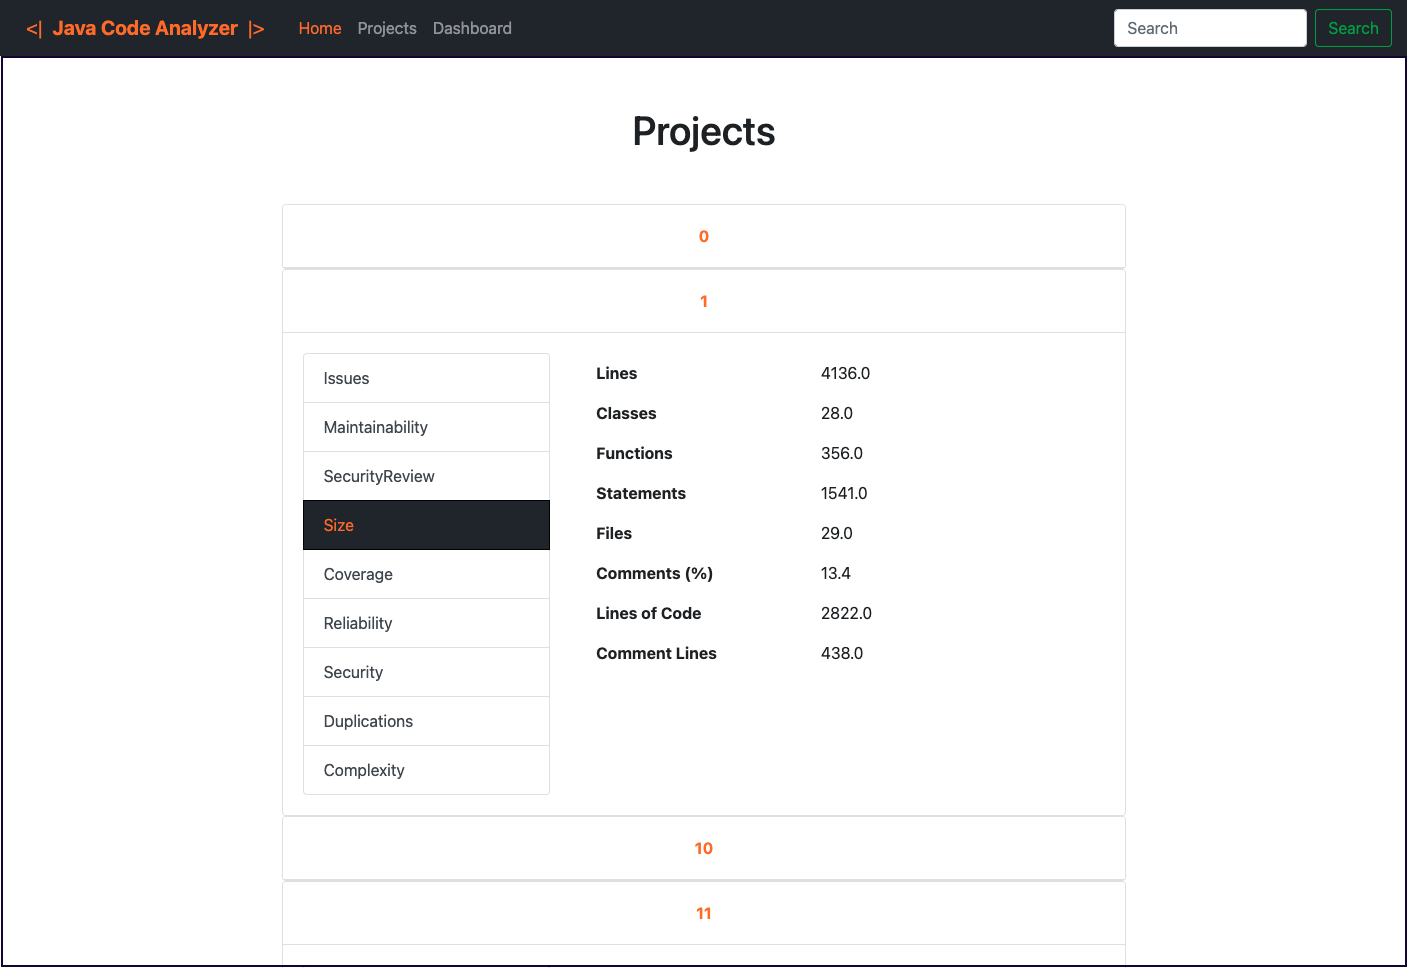 <| Java Code Analyzer |> Home Projects Dashboard Search Search
Projects
0
1
Issues
Maintainability
SecurityReview
Size
Coverage
Reliability
Security
Duplications
Complexity
Lines 4136.0
Classes 28.0
Functions 356.0
Statements 1541.0
Files 29.0
Comments (%) 13.4
Lines of Code 2822.0
Comment Lines 438.0
10
11